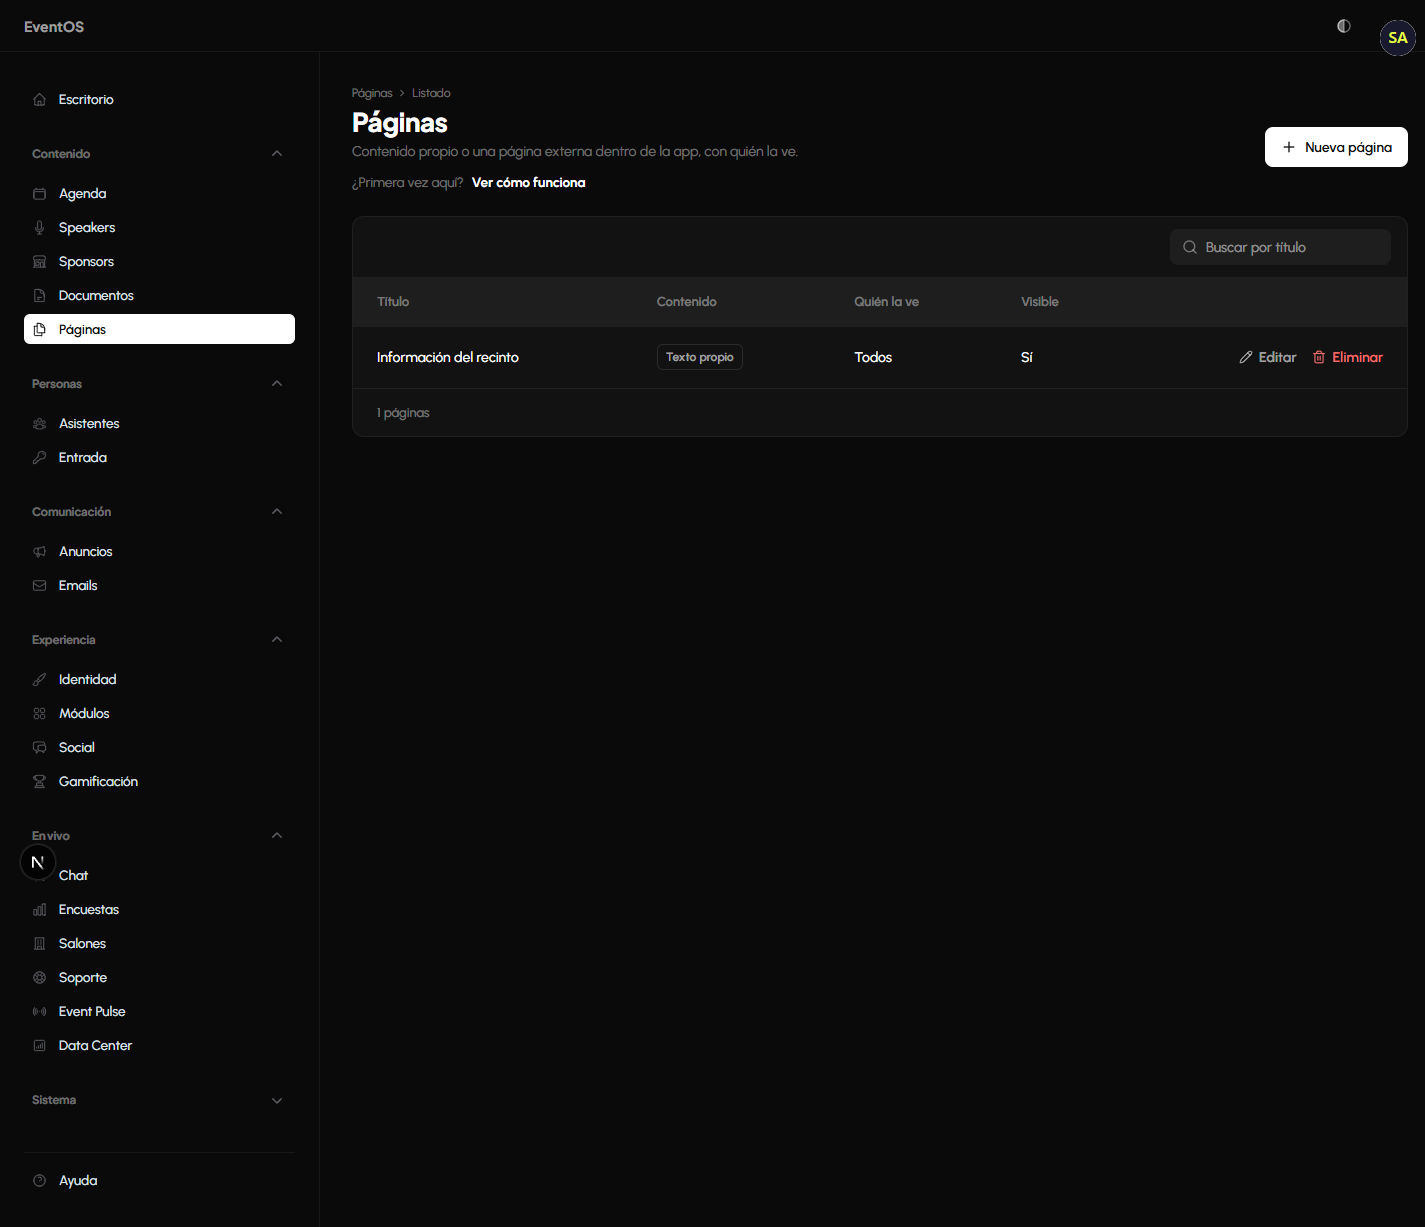 EventOS
SA
Escritorio
Contenido
Agenda
Speakers
Sponsors
Documentos
Páginas
Personas
Asistentes
Entrada
Comunicación
Anuncios
Emails
Experiencia
Identidad
Módulos
Social
Gamificación
En vivo
N
Chat
Encuestas
Salones
Soporte
Event Pulse
Data Center
Sistema
Ayuda
Páginas > Listado
Páginas
Contenido propio o una página externa dentro de la app, con quién la ve.
¿Primera vez aquí? Ver cómo funciona
+ Nueva página
Buscar por título
Título Contenido Quién la ve Visible
Información del recinto Texto propio Todos Sí Editar Eliminar
1 páginas